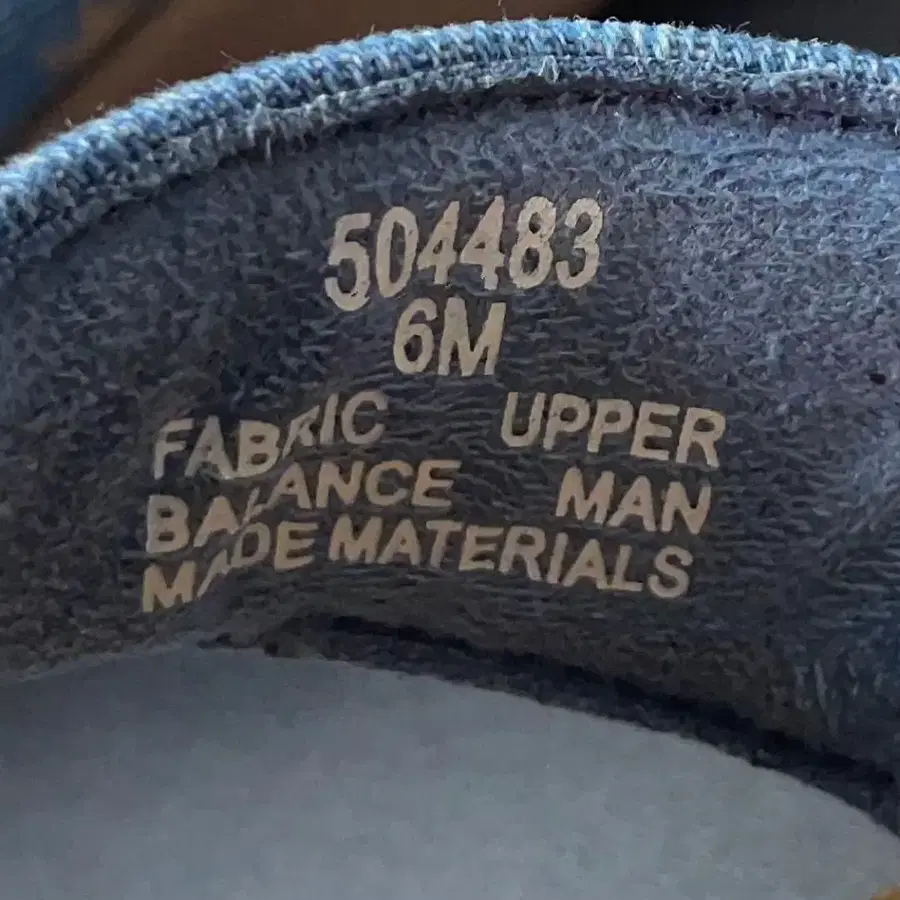 504483
6M
FABRIC UPPER
BALANCE MAN
MADE MATERIALS